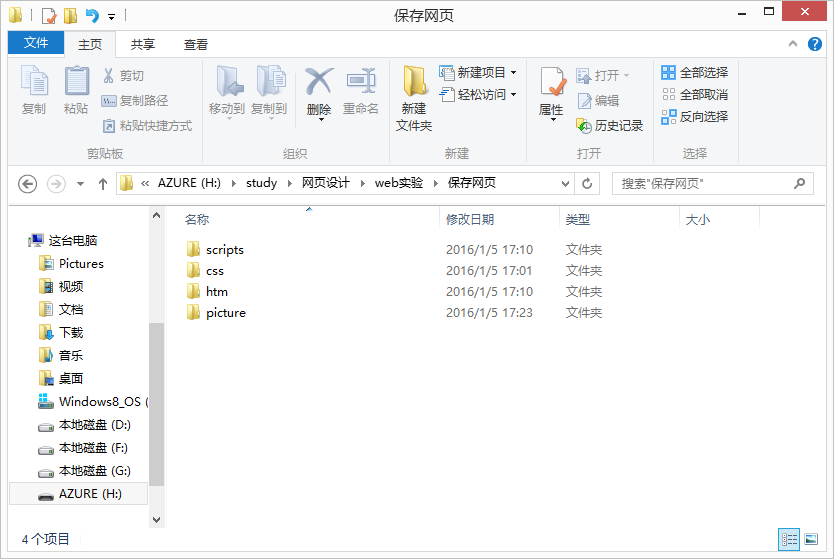 保存网页
文件 主页 共享 查看
复制 粘贴 剪切 复制路径 粘贴快捷方式
剪贴板
移动到 复制到 删除 重命名
组织
新建文件夹 新建项目 轻松访问
新建
属性 打开 编辑 历史记录
打开
全部选择 全部取消 反向选择
选择
« AZURE (H:) study 网页设计 web实验 保存网页
搜索"保存网页"
名称 修改日期 类型 大小
scripts 2016/1/5 17:10 文件夹
css 2016/1/5 17:01 文件夹
htm 2016/1/5 17:10 文件夹
picture 2016/1/5 17:23 文件夹
这台电脑
Pictures
视频
文档
下载
音乐
桌面
Windows8_OS (
本地磁盘 (D:)
本地磁盘 (F:)
本地磁盘 (G:)
AZURE (H:)
4 个项目